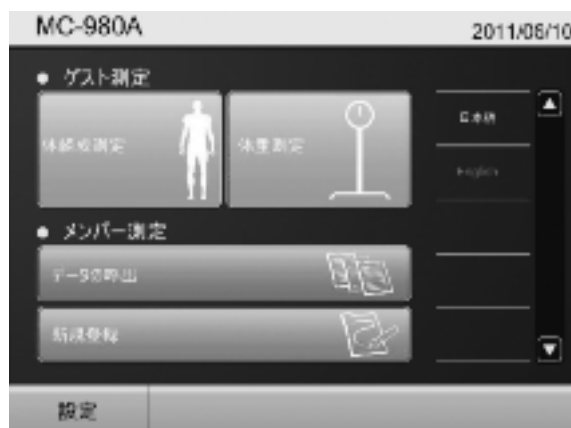 MC-980A
2011/06/10
● ゲスト測定
体組成測定
体重測定
日本語
English
● メンバー測定
データの呼出
新規登録
設定